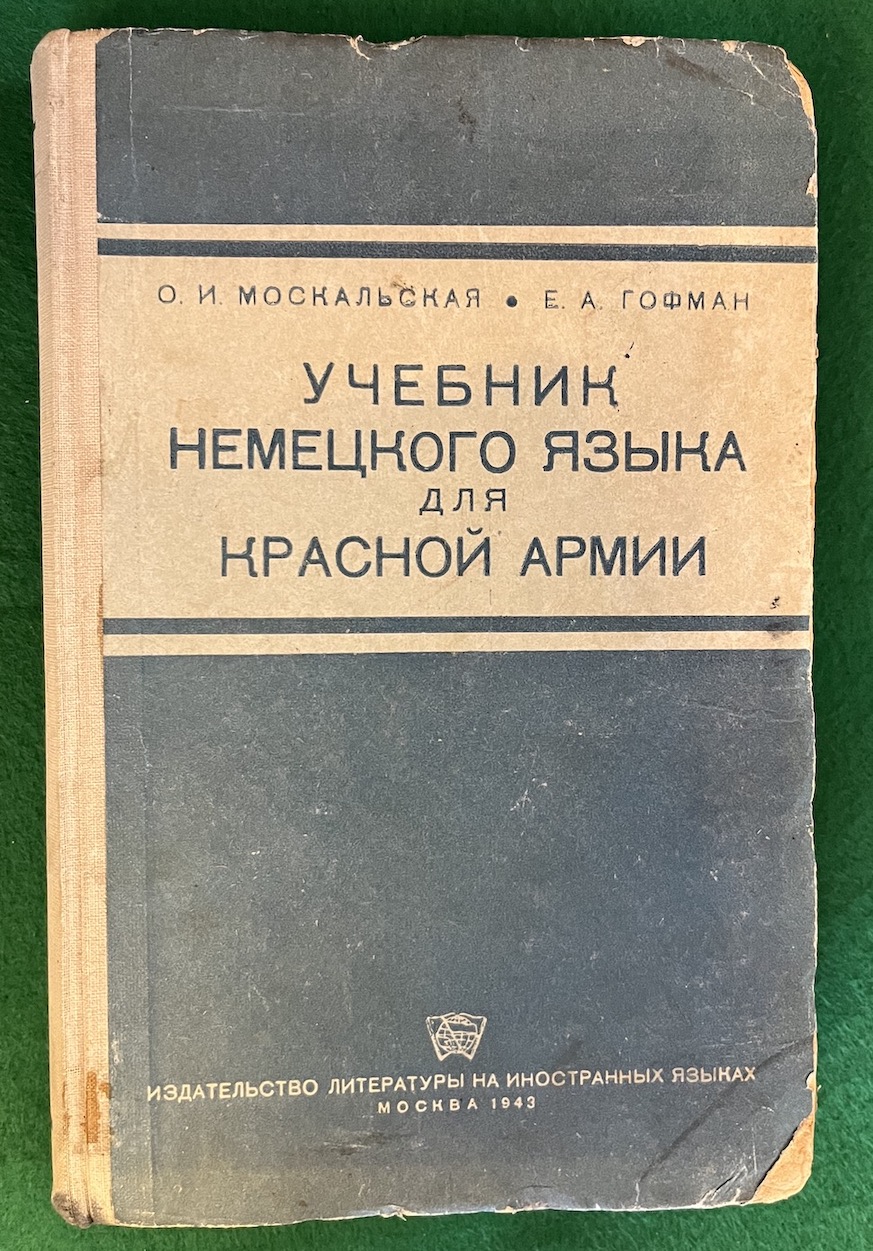 О. И. МОСКАЛЬСКАЯ • Е. А. ГОФМАН
УЧЕБНИК
НЕМЕЦКОГО ЯЗЫКА
ДЛЯ
КРАСНОЙ АРМИИ
ИЗДАТЕЛЬСТВО ЛИТЕРАТУРЫ НА ИНОСТРАННЫХ ЯЗЫКАХ
МОСКВА 1943